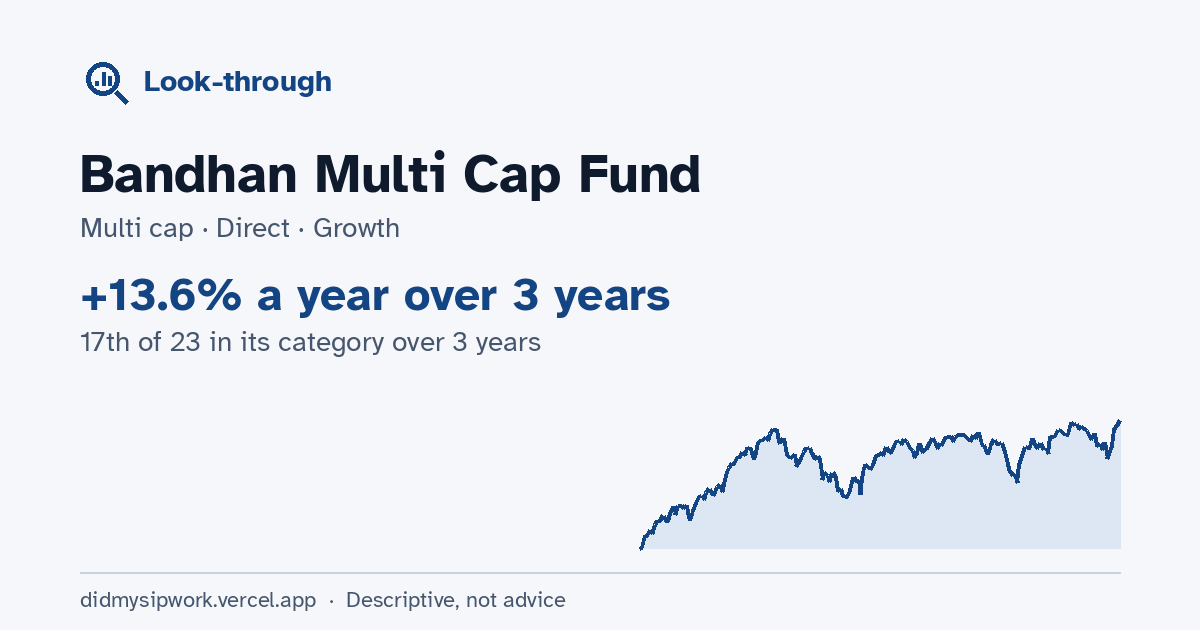 Look-through
Bandhan Multi Cap Fund
Multi cap · Direct · Growth
+13.6% a year over 3 years
17th of 23 in its category over 3 years
didmysipwork.vercel.app · Descriptive, not advice